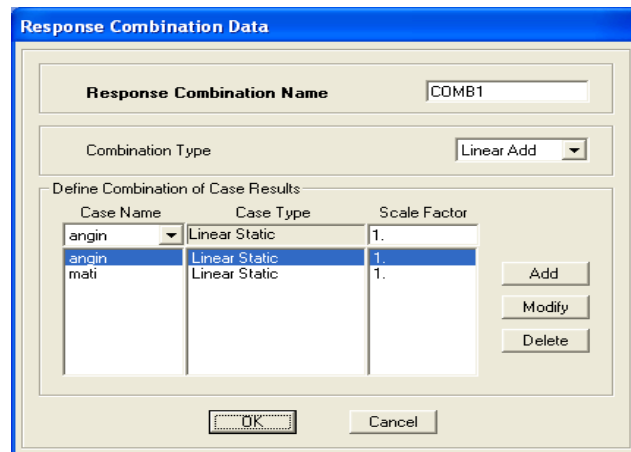 Response Combination Data
Response Combination Name COMB1
Combination Type Linear Add
Define Combination of Case Results
Case Name Case Type Scale Factor
angin Linear Static 1.
angin Linear Static 1.
mati Linear Static 1.
Add
Modify
Delete
OK Cancel